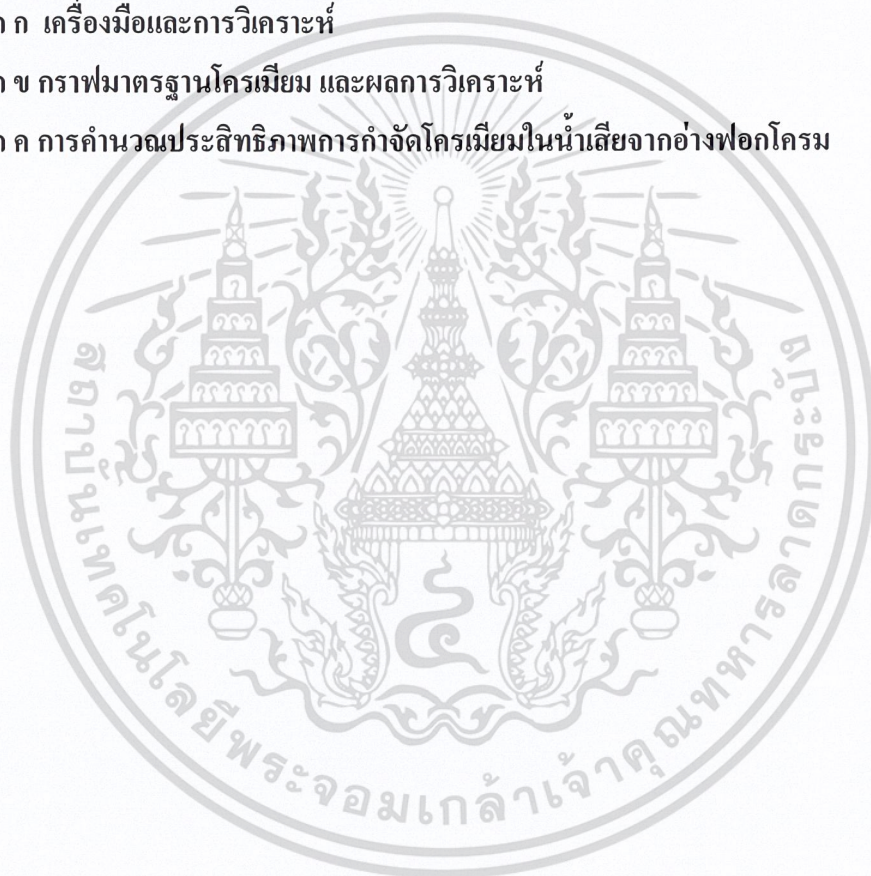 ก ก เครื่องมือและการวิเคราะห์
ก ข กราฟมาตรฐานโครเมียม และผลการวิเคราะห์
ก ค การคำนวณประสิทธิภาพการกำจัดโครเมียมในน้ำเสียจากอ่างฟอกโครม
๔
สถาบันเทคโนโลยีพระจอมเกล้าเจ้าคุณทหารลาดกระบัง